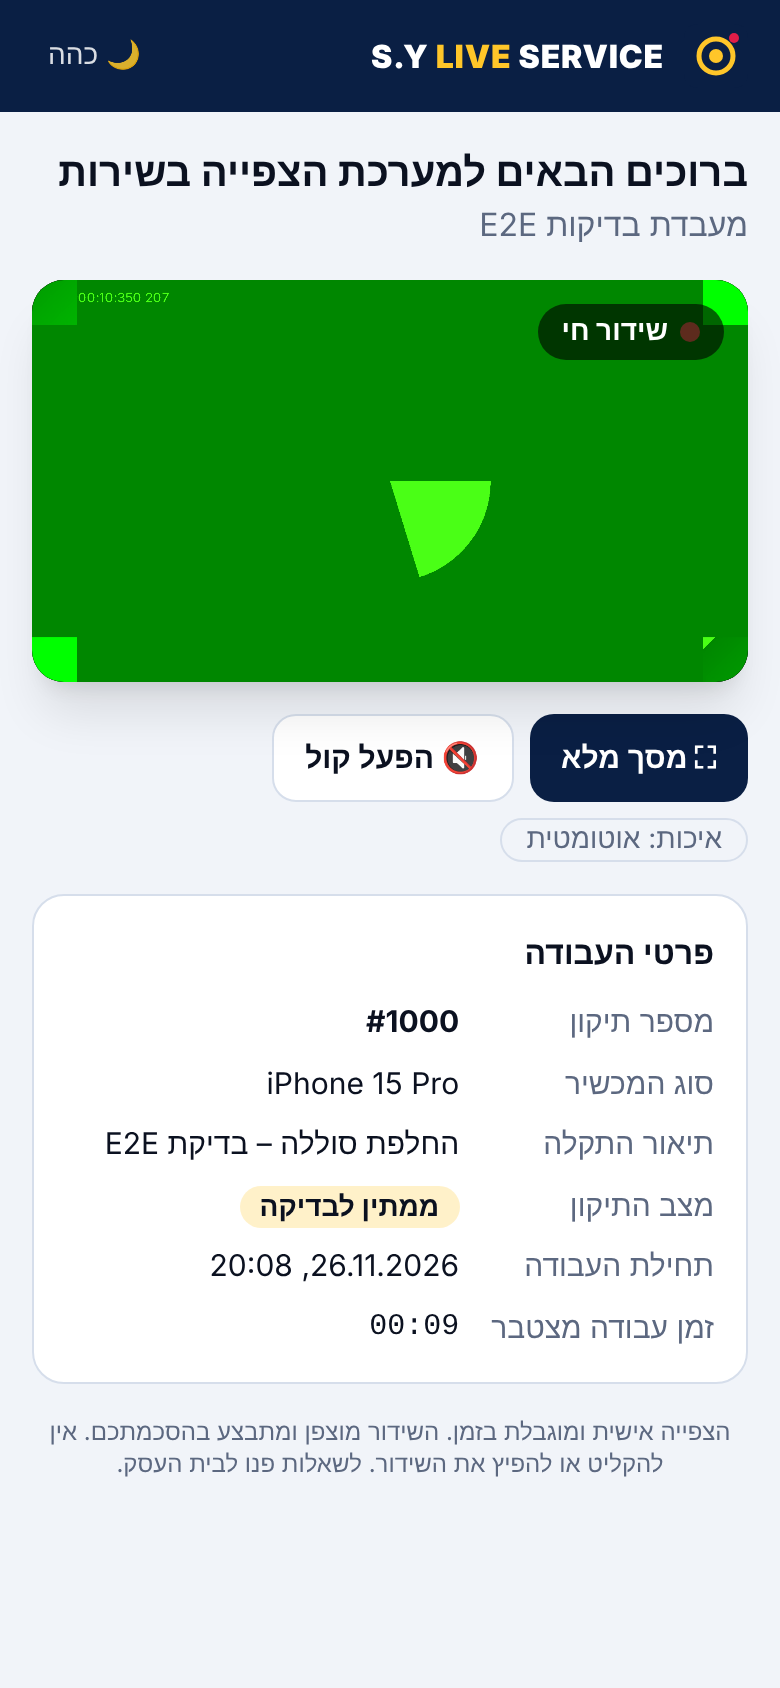 S.Y LIVE SERVICE
🌙 כהה
ברוכים הבאים למערכת הצפייה בשירות
מעבדת בדיקות E2E
00:10:350 207
שידור חי
מסך מלא
🔇 הפעל קול
איכות: אוטומטית
פרטי העבודה
מספר תיקון #1000
סוג המכשיר iPhone 15 Pro
תיאור התקלה החלפת סוללה – בדיקת E2E
מצב התיקון ממתין לבדיקה
תחילת העבודה 26.11.2026, 20:08
זמן עבודה מצטבר 00:09
הצפייה אישית ומוגבלת בזמן. השידור מוצפן ומתבצע בהסכמתכם. אין
להקליט או להפיץ את השידור. לשאלות פנו לבית העסק.